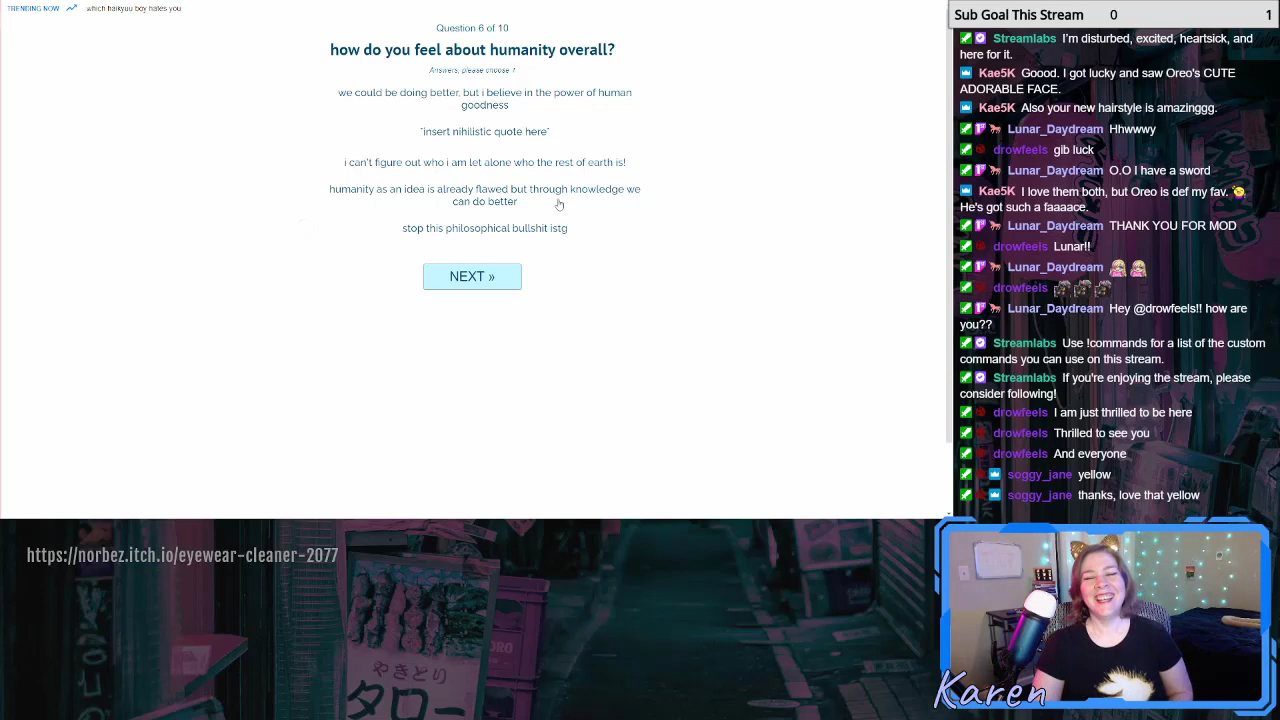 TRENDING NOW which haikyuu boy hates you
Question 6 of 10
how do you feel about humanity overall?
Answers, please choose 1
we could be doing better, but i believe in the power of human
goodness
*insert nihilistic quote here*
i can't figure out who i am let alone who the rest of earth is!
humanity as an idea is already flawed but through knowledge we
can do better
stop this philosophical bullshit istg
NEXT »
https://norbez.itch.io/eyewear-cleaner-2077
やきとり
タロー
Sub Goal This Stream 0 1
Streamlabs I'm disturbed, excited, heartsick, and
here for it.
Kae5K Goood. I got lucky and saw Oreo's CUTE
ADORABLE FACE.
Kae5K Also your new hairstyle is amazinggg.
Lunar_Daydream Hhwwwy
drowfeels gib luck
Lunar_Daydream O.O I have a sword
Kae5K I love them both, but Oreo is def my fav.
He's got such a faaaace.
Lunar_Daydream THANK YOU FOR MOD
drowfeels Lunar!!
Lunar_Daydream
drowfeels
Lunar_Daydream Hey @drowfeels!! how are
you??
Streamlabs Use !commands for a list of the custom
commands you can use on this stream.
Streamlabs If you're enjoying the stream, please
consider following!
drowfeels I am just thrilled to be here
drowfeels Thrilled to see you
drowfeels And everyone
soggy_jane yellow
soggy_jane thanks, love that yellow
Karen